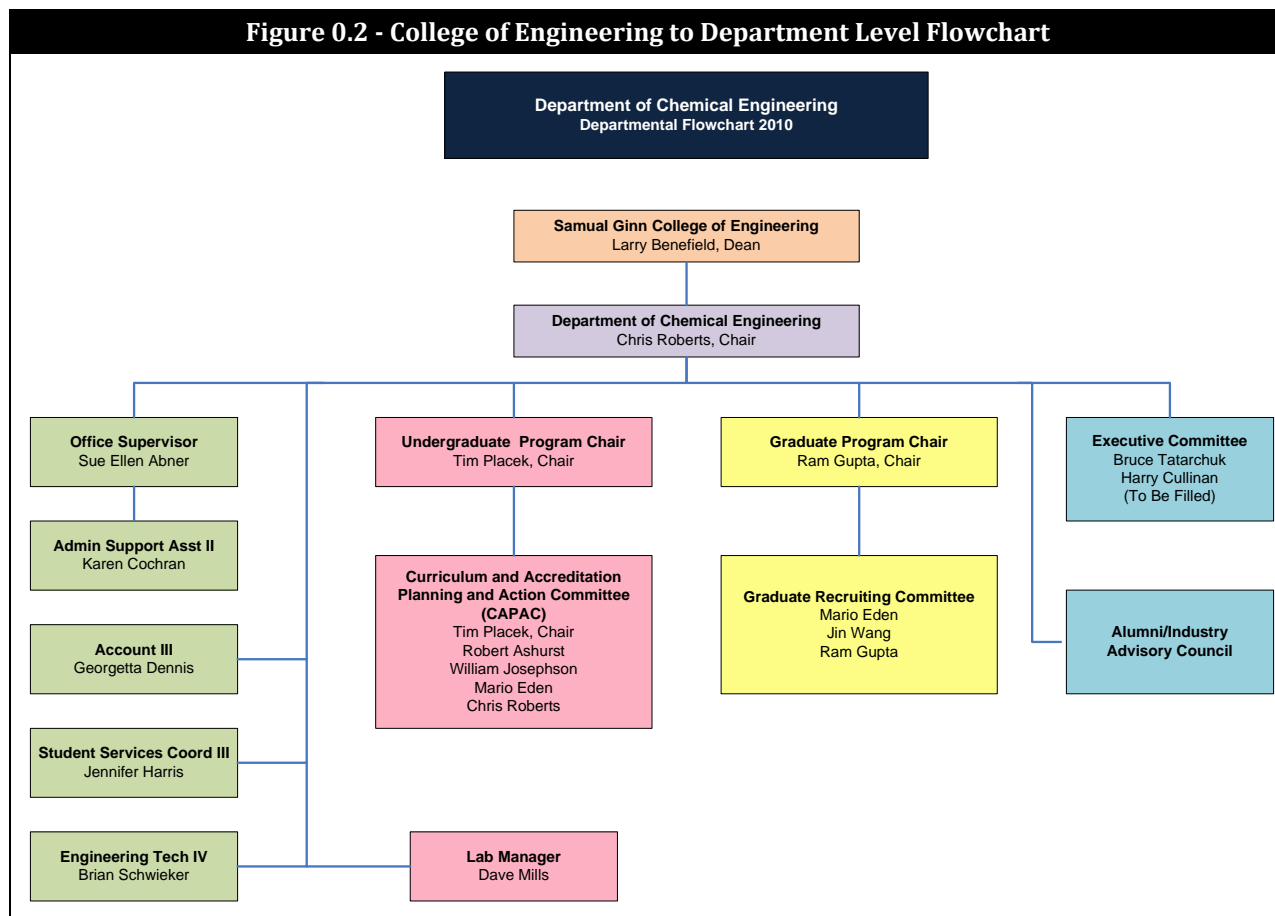 Figure 0.2 - College of Engineering to Department Level Flowchart
Department of Chemical Engineering
Departmental Flowchart 2010
Samual Ginn College of Engineering
Larry Benefield, Dean
Department of Chemical Engineering
Chris Roberts, Chair
Office Supervisor
Sue Ellen Abner
Undergraduate Program Chair
Tim Placek, Chair
Graduate Program Chair
Ram Gupta, Chair
Executive Committee
Bruce Tatarchuk
Harry Cullinan
(To Be Filled)
Admin Support Asst II
Karen Cochran
Curriculum and Accreditation
Planning and Action Committee
(CAPAC)
Tim Placek, Chair
Robert Ashurst
William Josephson
Mario Eden
Chris Roberts
Graduate Recruiting Committee
Mario Eden
Jin Wang
Ram Gupta
Alumni/Industry
Advisory Council
Account III
Georgetta Dennis
Student Services Coord III
Jennifer Harris
Engineering Tech IV
Brian Schwieker
Lab Manager
Dave Mills